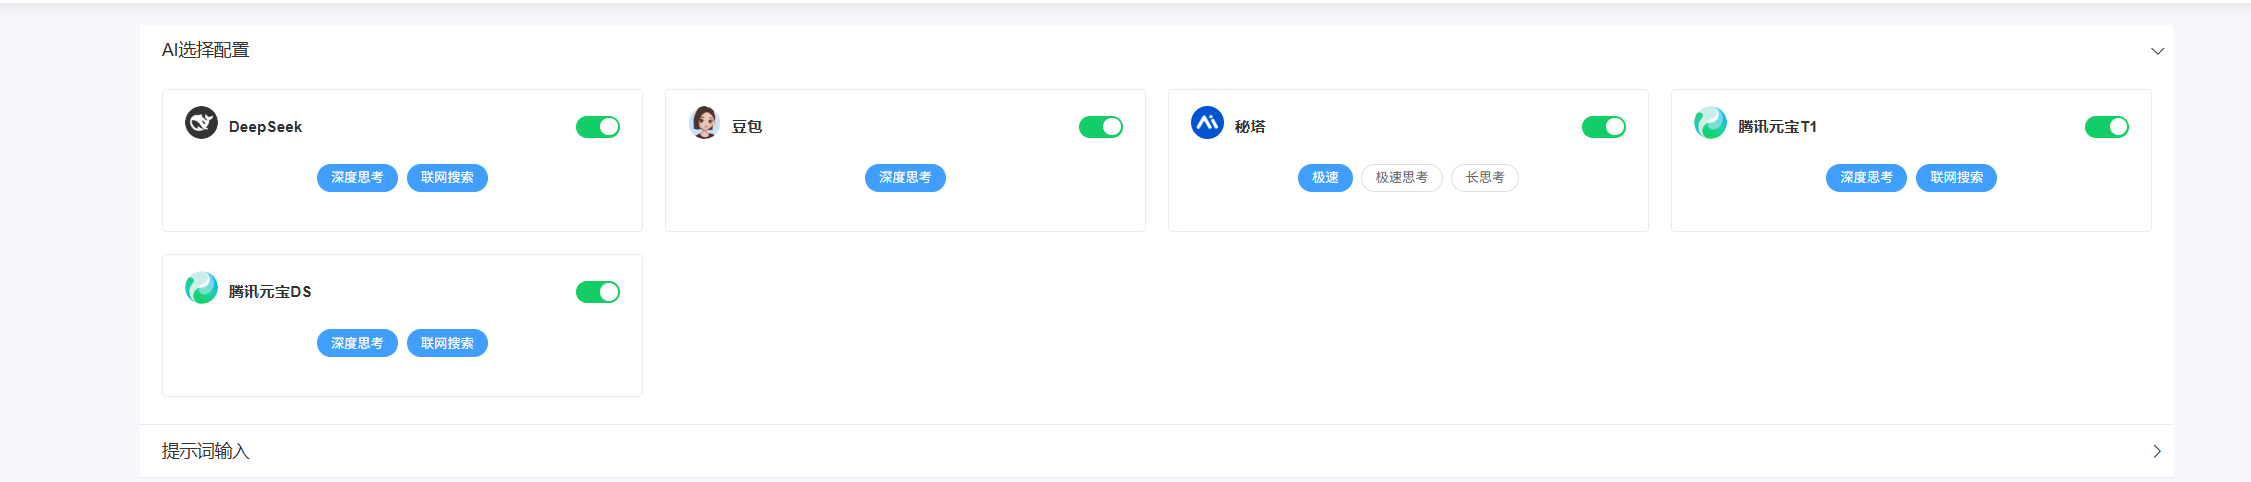 AI选择配置
DeepSeek
深度思考 联网搜索
豆包
深度思考
秘塔
极速 极速思考 长思考
腾讯元宝T1
深度思考 联网搜索
腾讯元宝DS
深度思考 联网搜索
提示词输入